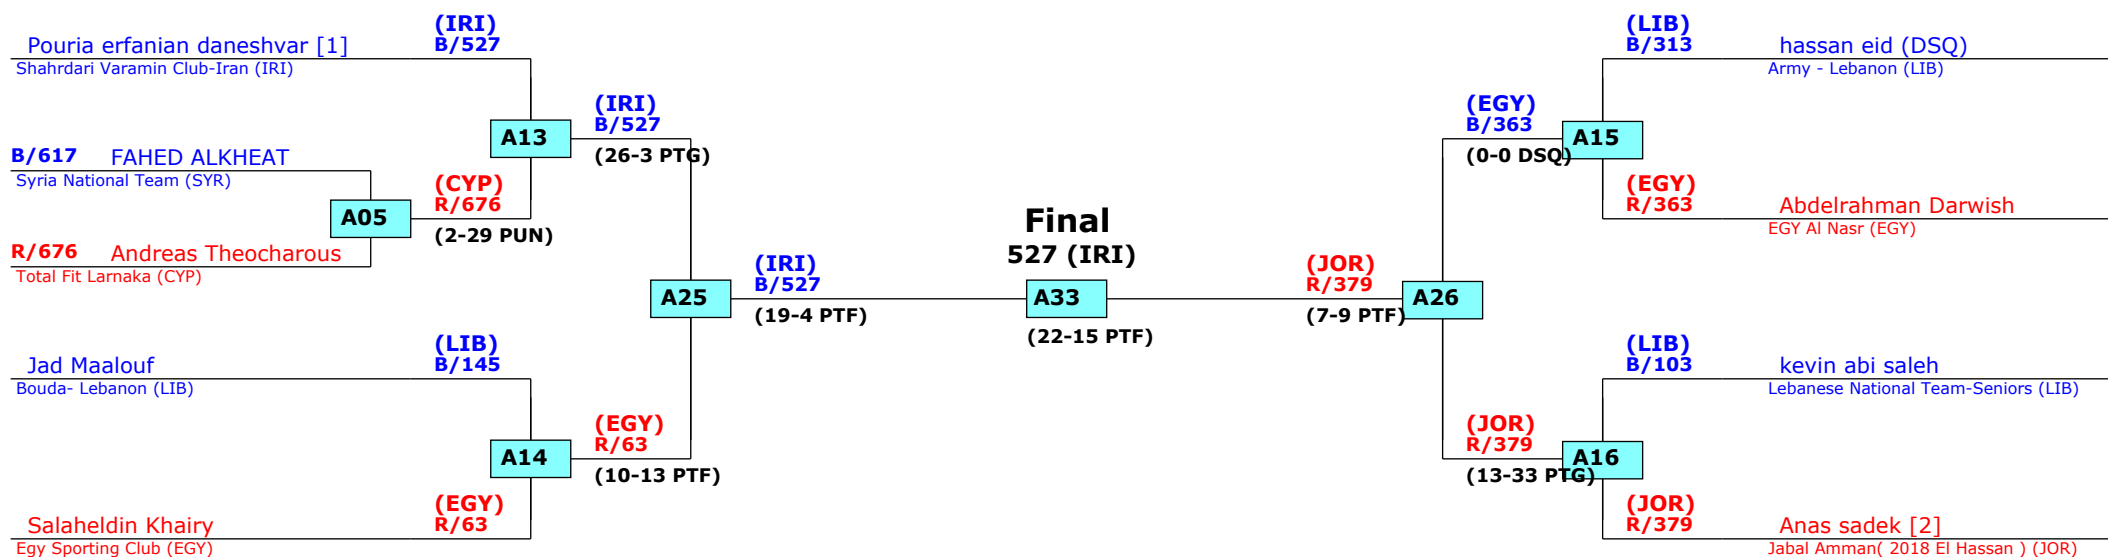 (IRI)
B/527
Pouria erfanian daneshvar [1]
Shahrdari Varamin Club-Iran (IRI)
A13
(IRI)
B/527
(26-3 PTG)
B/617 FAHED ALKHEAT
Syria National Team (SYR)
A05
(CYP)
R/676
(2-29 PUN)
R/676 Andreas Theocharous
Total Fit Larnaka (CYP)
A25
(IRI)
B/527
(19-4 PTF)
(LIB)
B/145
Jad Maalouf
Bouda- Lebanon (LIB)
A14
(EGY)
R/63
(10-13 PTF)
(EGY)
R/63
Salaheldin Khairy
Egy Sporting Club (EGY)
Final
527 (IRI)
A33
(22-15 PTF)
(LIB)
B/313
hassan eid (DSQ)
Army - Lebanon (LIB)
(EGY)
B/363
(0-0 DSQ)
A15
(EGY)
R/363
Abdelrahman Darwish
EGY Al Nasr (EGY)
(JOR)
R/379
(7-9 PTF)
A26
(LIB)
B/103
kevin abi saleh
Lebanese National Team-Seniors (LIB)
(JOR)
R/379
(13-33 PTG)
A16
(JOR)
R/379
Anas sadek [2]
Jabal Amman( 2018 El Hassan ) (JOR)